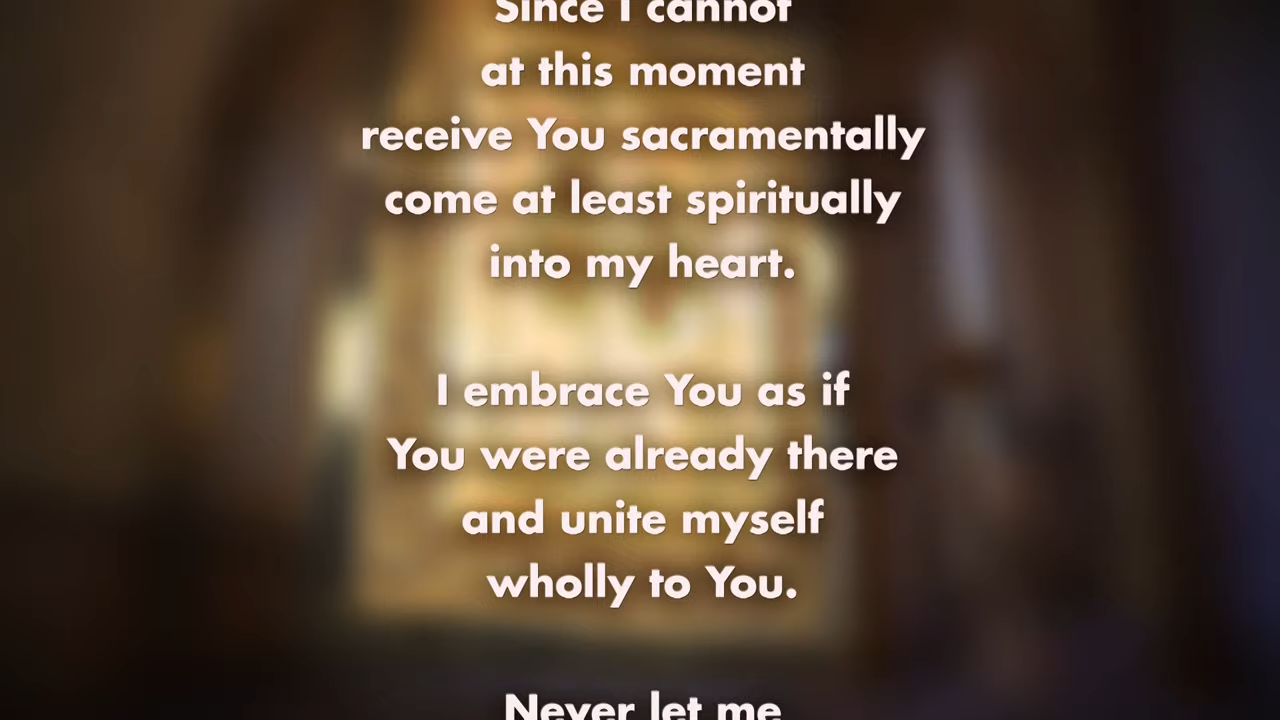 Since I cannot
at this moment
receive You sacramentally
come at least spiritually
into my heart.
I embrace You as if
You were already there
and unite myself
wholly to You.
Never let me